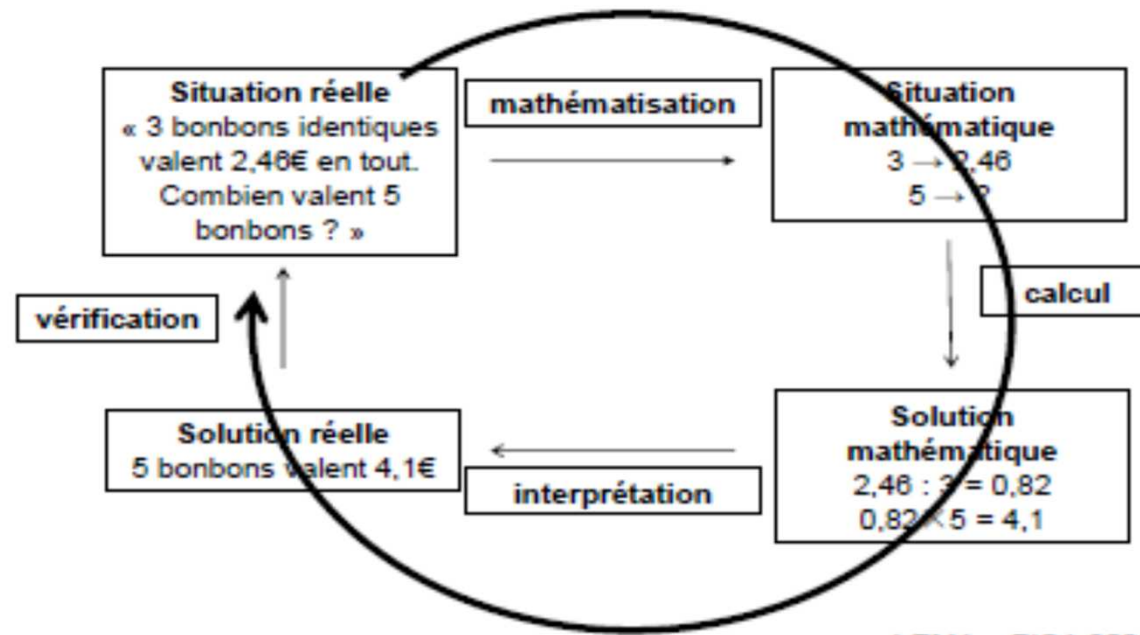 Situation réelle
« 3 bonbons identiques
valent 2,46€ en tout.
Combien valent 5
bonbons ? »
mathématisation
Situation
mathématique
3 → 2,46
5 → ?
calcul
Solution
mathématique
2,46 : 3 = 0,82
0,82 × 5 = 4,1
interprétation
Solution réelle
5 bonbons valent 4,1€
vérification